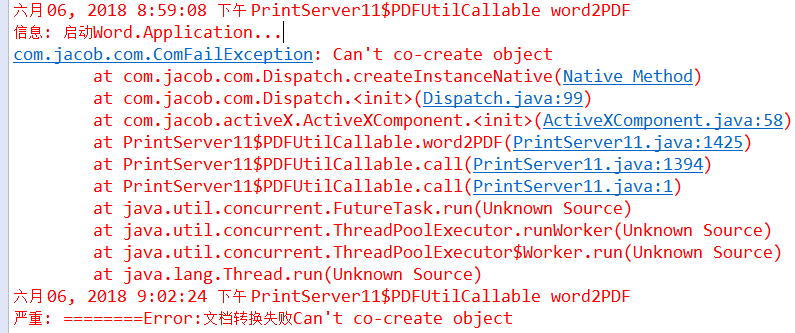 六月 06, 2018 8:59:08 下午 PrintServer11$PDFUtilCallable word2PDF
信息: 启动Word.Application...
com.jacob.com.ComFailException: Can't co-create object
at com.jacob.com.Dispatch.createInstanceNative(Native Method)
at com.jacob.com.Dispatch.<init>(Dispatch.java:99)
at com.jacob.activeX.ActiveXComponent.<init>(ActiveXComponent.java:58)
at PrintServer11$PDFUtilCallable.word2PDF(PrintServer11.java:1425)
at PrintServer11$PDFUtilCallable.call(PrintServer11.java:1394)
at PrintServer11$PDFUtilCallable.call(PrintServer11.java:1)
at java.util.concurrent.FutureTask.run(Unknown Source)
at java.util.concurrent.ThreadPoolExecutor.runWorker(Unknown Source)
at java.util.concurrent.ThreadPoolExecutor$Worker.run(Unknown Source)
at java.lang.Thread.run(Unknown Source)
六月 06, 2018 9:02:24 下午 PrintServer11$PDFUtilCallable word2PDF
严重: ========Error:文档转换失败Can't co-create object